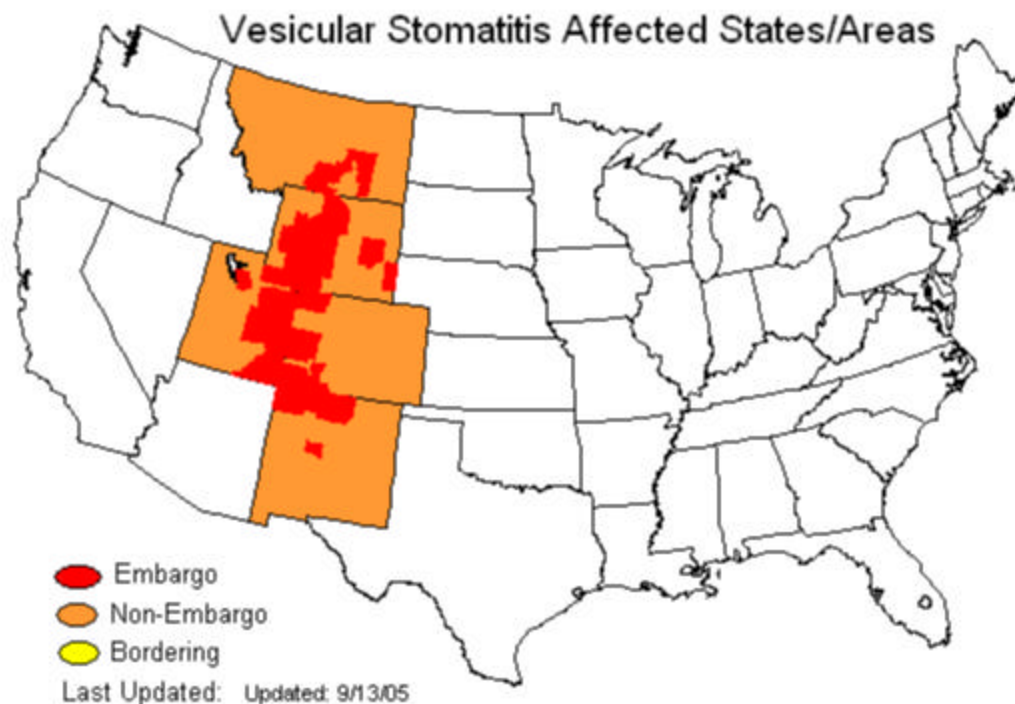 Vesicular Stomatitis Affected States/Areas
Embargo
Non-Embargo
Bordering
Last Updated: Updated: 9/13/05